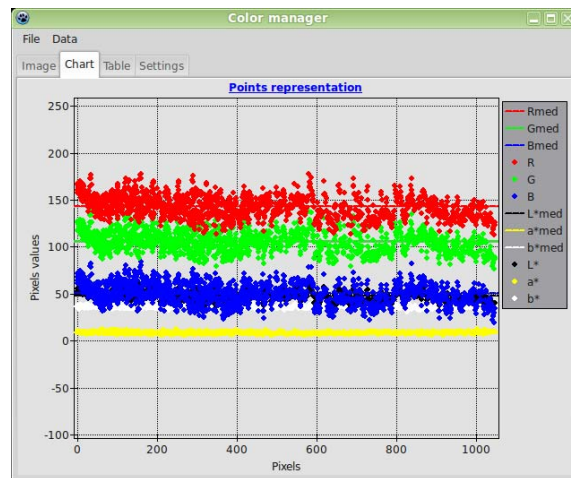 Color manager
File Data
Image Chart Table Settings
Points representation
250
200
150
100
50
0
-50
-100
0 200 400 600 800 1000
Pixels values
Pixels
Rmed
Gmed
Bmed
R
G
B
L*med
a*med
b*med
L*
a*
b*